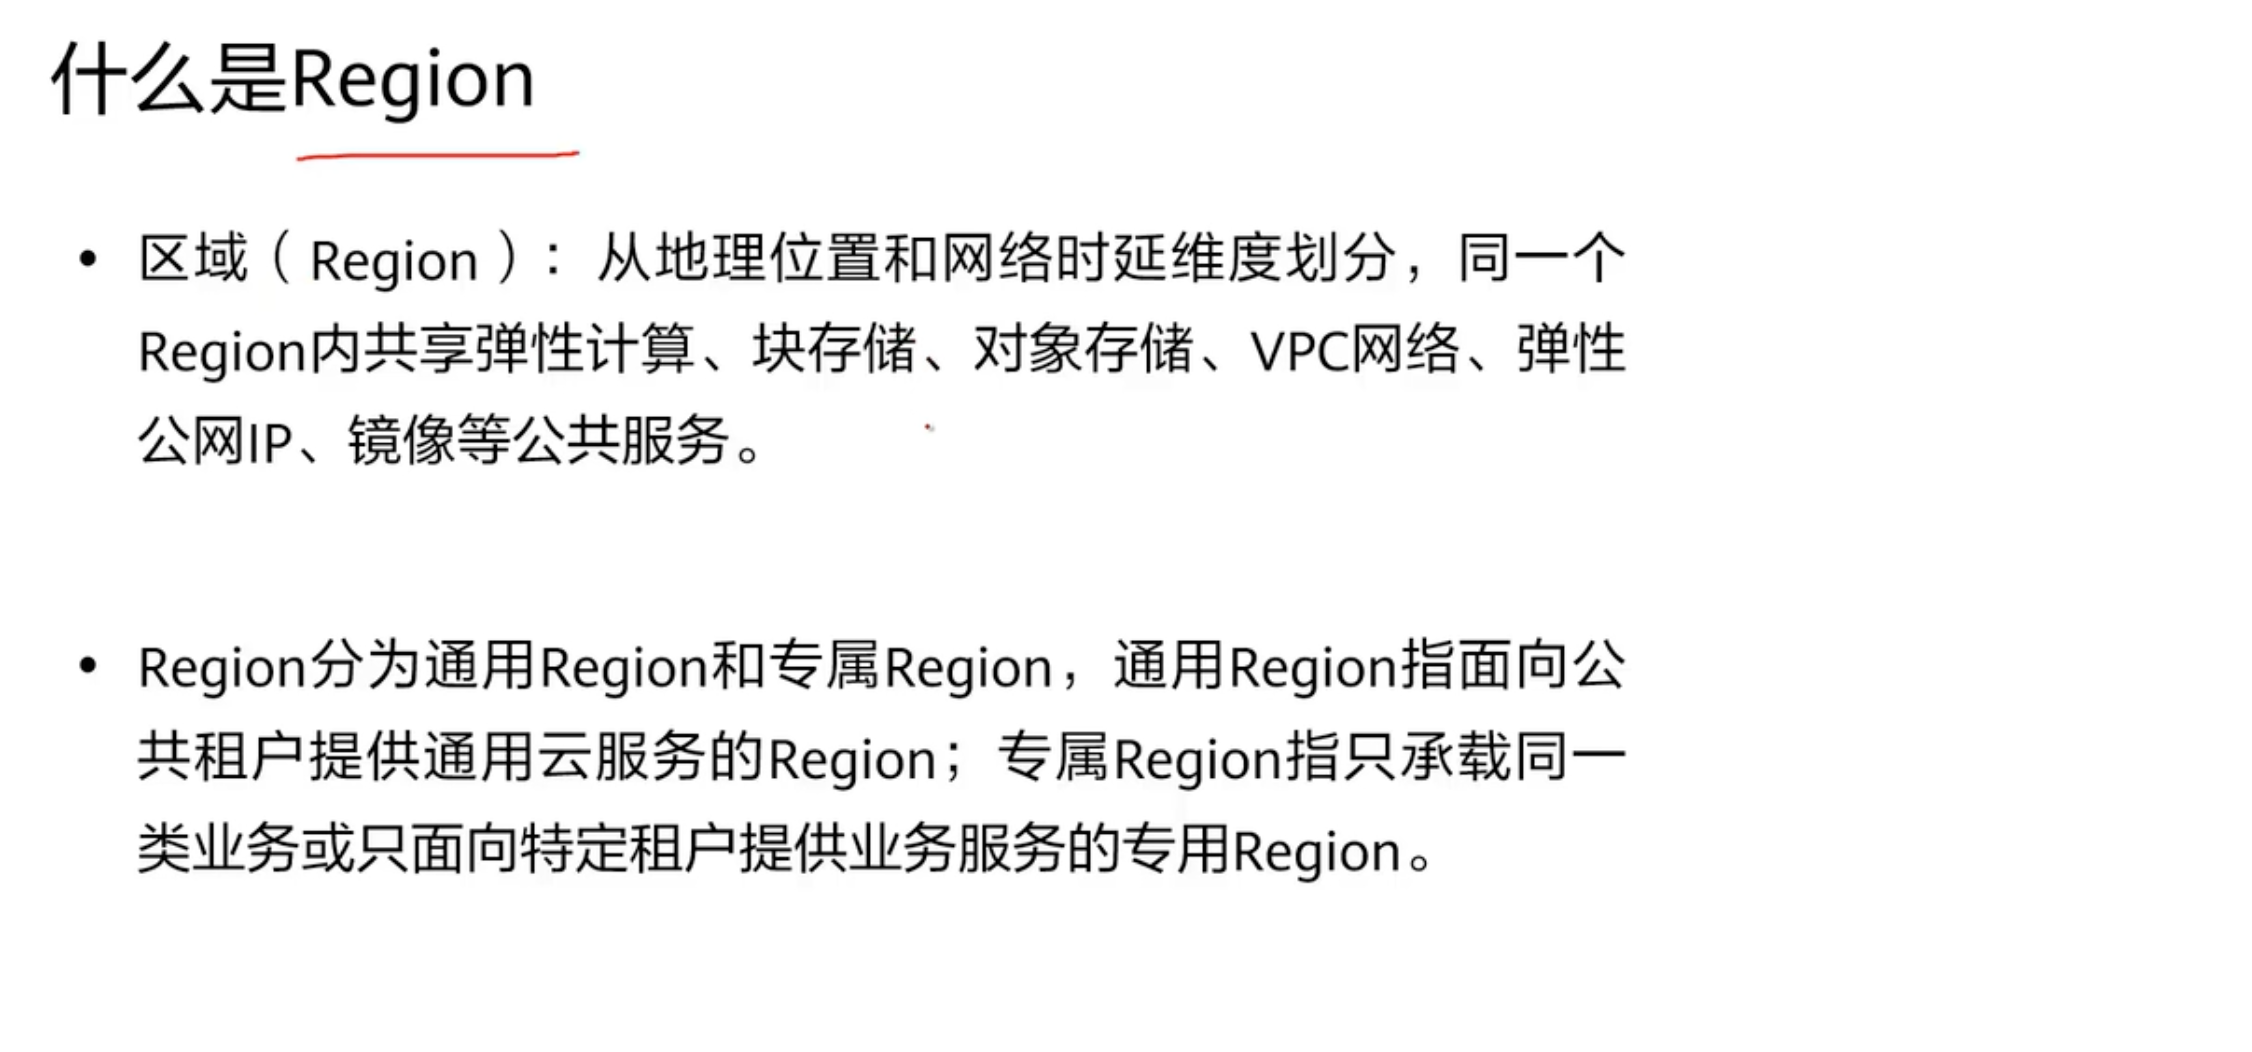 什么是Region
• 区域（Region）：从地理位置和网络时延维度划分，同一个
Region内共享弹性计算、块存储、对象存储、VPC网络、弹性
公网IP、镜像等公共服务。
• Region分为通用Region和专属Region，通用Region指面向公
共租户提供通用云服务的Region；专属Region指只承载同一
类业务或只面向特定租户提供业务服务的专用Region。